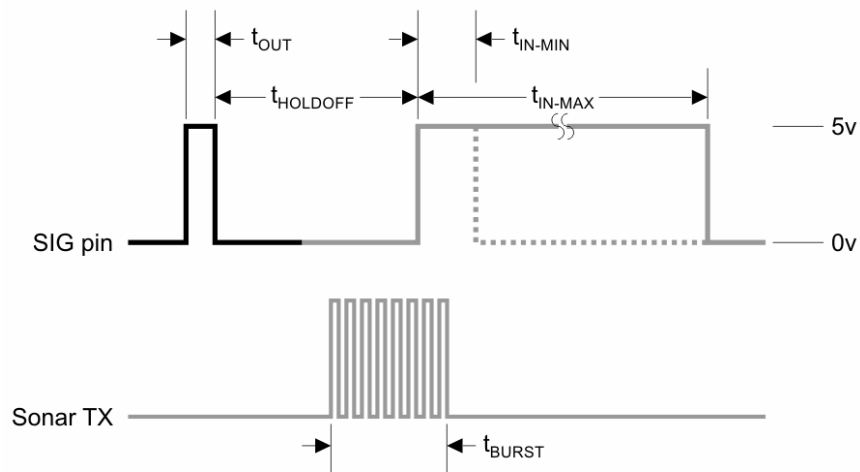 tOUT
tIN-MIN
tHOLDOFF
tIN-MAX
5v
SIG pin
0v
Sonar TX
tBURST